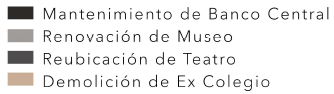 Mantenimiento de Banco Central
Renovación de Museo
Reubicación de Teatro
Demolición de Ex Colegio